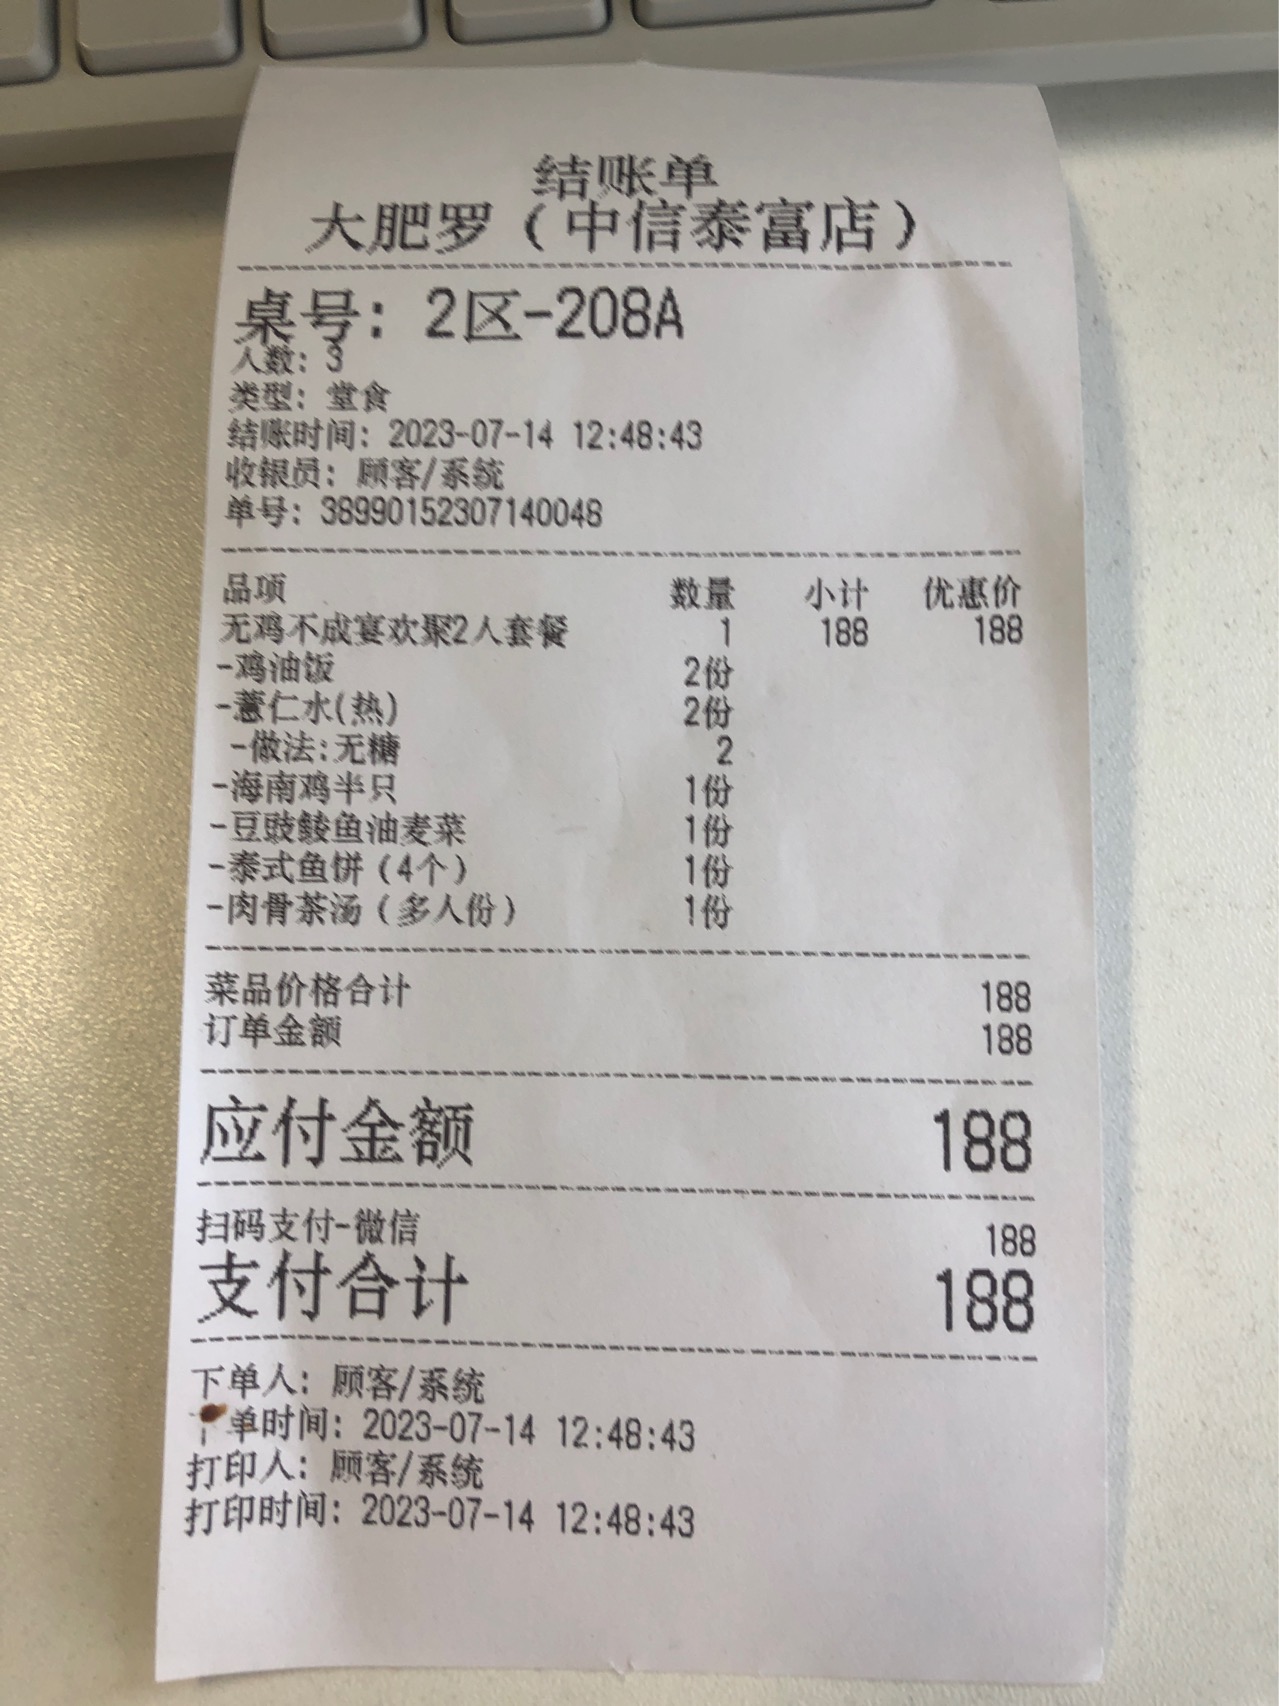 结账单
大肥罗（中信泰富店）
桌号：2区-208A
人数：3
类型：堂食
结账时间：2023-07-14 12:48:43
收银员：顾客/系统
单号：38990152307140048
品项 数量 小计 优惠价
无鸡不成宴欢聚2人套餐 1 188 188
-鸡油饭 2份
-薏仁水(热) 2份
-做法:无糖 2
-海南鸡半只 1份
-豆豉鲮鱼油麦菜 1份
-泰式鱼饼（4个） 1份
-肉骨茶汤（多人份） 1份
菜品价格合计 188
订单金额 188
应付金额 188
扫码支付-微信 188
支付合计 188
下单人：顾客/系统
下单时间：2023-07-14 12:48:43
打印人：顾客/系统
打印时间：2023-07-14 12:48:43